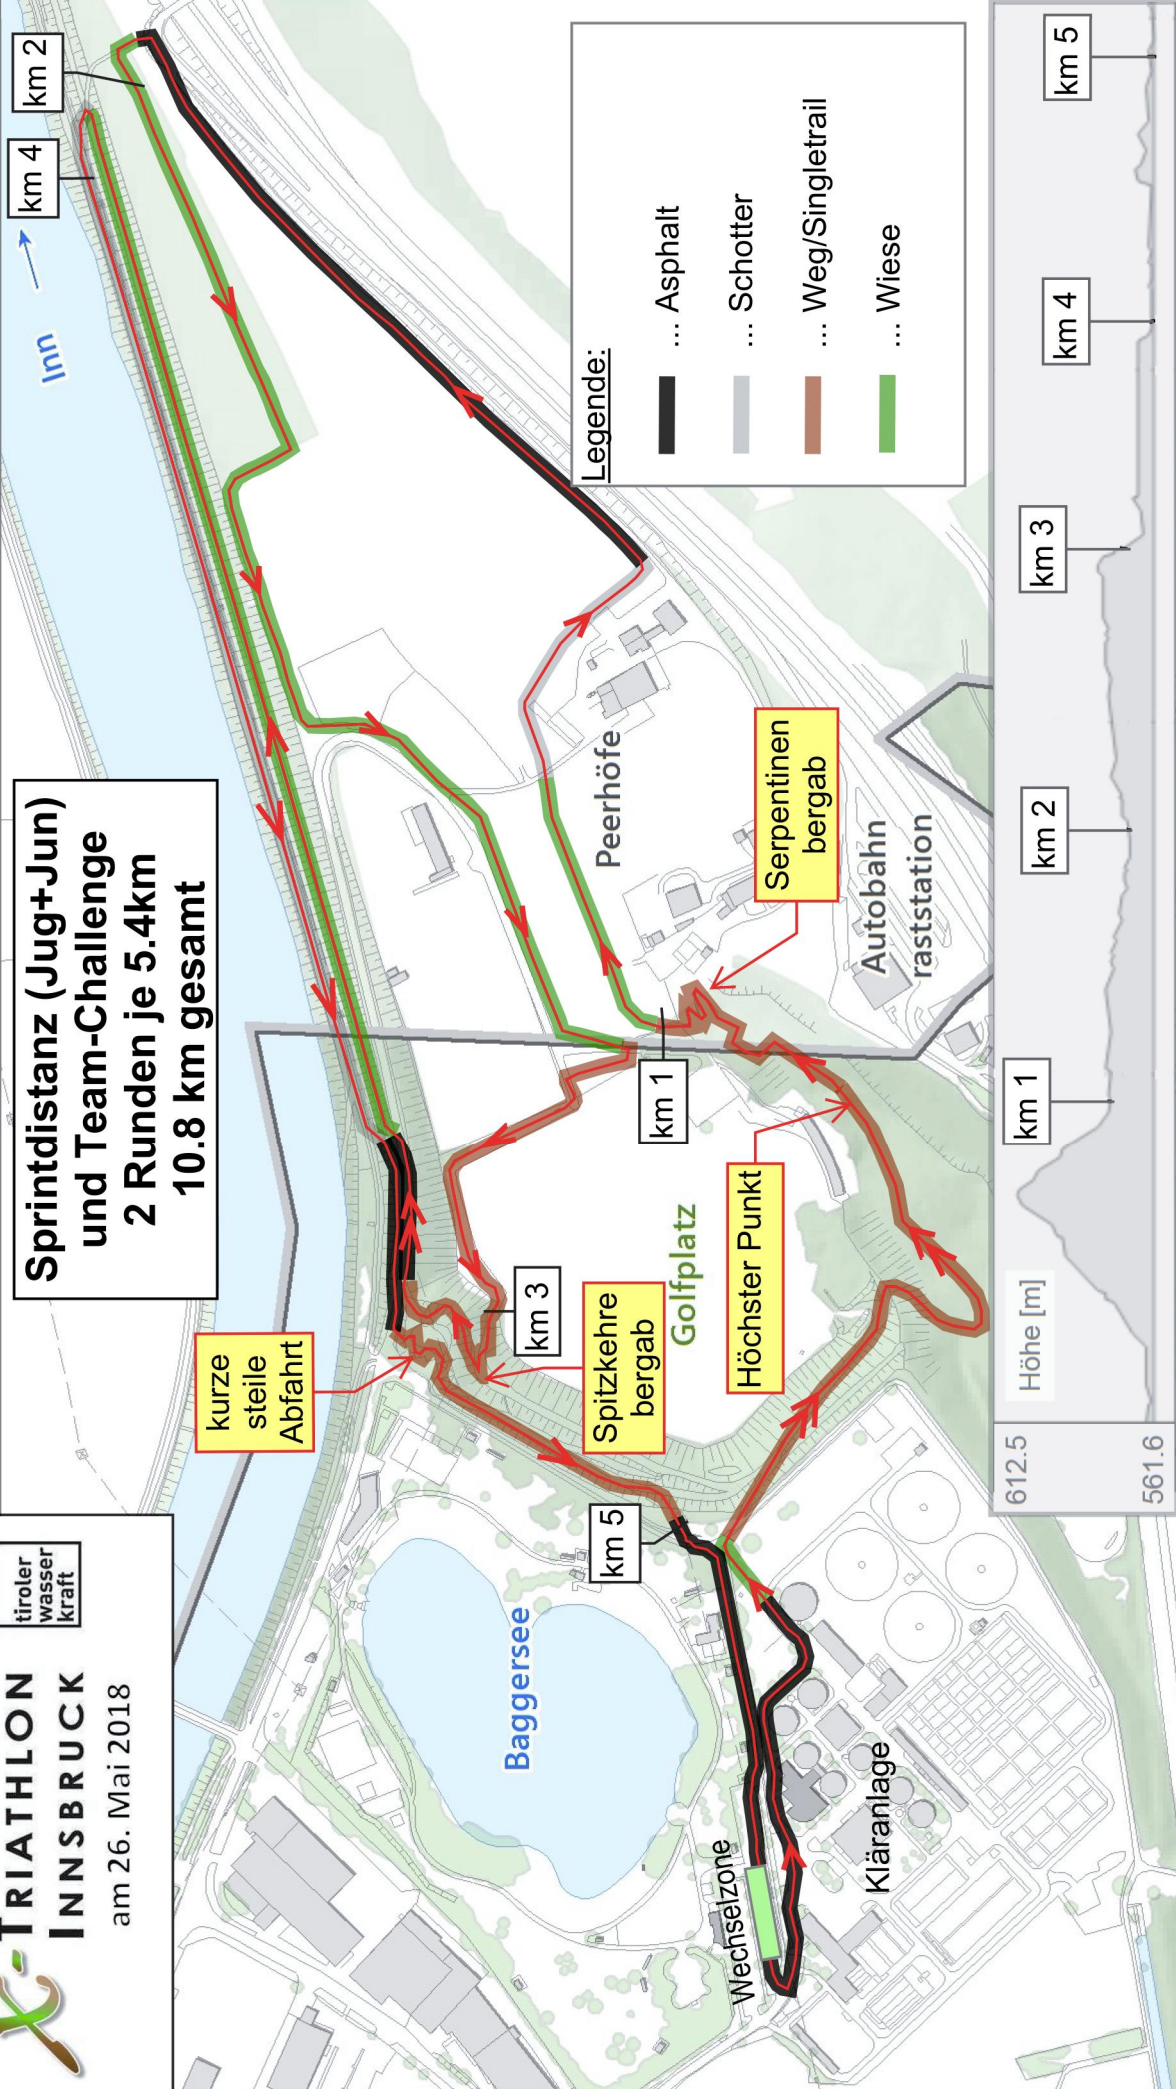 TRIATHLON
INNSBRUCK
am 26. Mai 2018
tiroler
wasser
kraft
Sprintdistanz (Jug+Jun)
und Team-Challenge
2 Runden je 5.4km
10.8 km gesamt
Inn
km 4
km 2
kurze
steile
Abfahrt
km 3
Spitzkehre
bergab
Golfplatz
km 1
Höchster Punkt
Peerhöfe
Serpentinen
bergab
Autobahn
raststation
km 5
Baggersee
Wechselzone
Kläranlage
Legende:
... Asphalt
... Schotter
... Weg/Singletrail
... Wiese
612.5
561.6
Höhe [m]
km 1
km 2
km 3
km 4
km 5